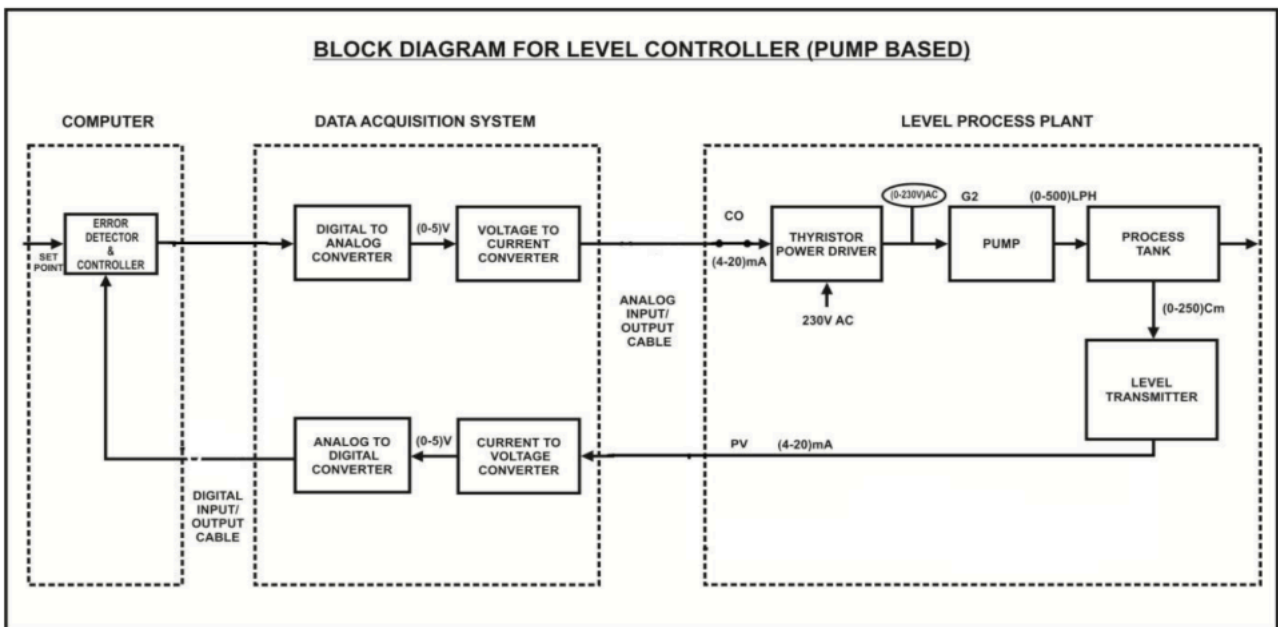 BLOCK DIAGRAM FOR LEVEL CONTROLLER (PUMP BASED)
COMPUTER
DATA ACQUISITION SYSTEM
LEVEL PROCESS PLANT
SET
POINT
ERROR
DETECTOR
&
CONTROLLER
DIGITAL TO
ANALOG
CONVERTER
(0-5)V
VOLTAGE TO
CURRENT
CONVERTER
CO
(4-20)mA
THYRISTOR
POWER DRIVER
230V AC
(0-230V)AC
G2
PUMP
(0-500)LPH
PROCESS
TANK
(0-250)Cm
LEVEL
TRANSMITTER
ANALOG
INPUT/
OUTPUT
CABLE
ANALOG TO
DIGITAL
CONVERTER
(0-5)V
CURRENT TO
VOLTAGE
CONVERTER
PV
(4-20)mA
DIGITAL
INPUT/
OUTPUT
CABLE